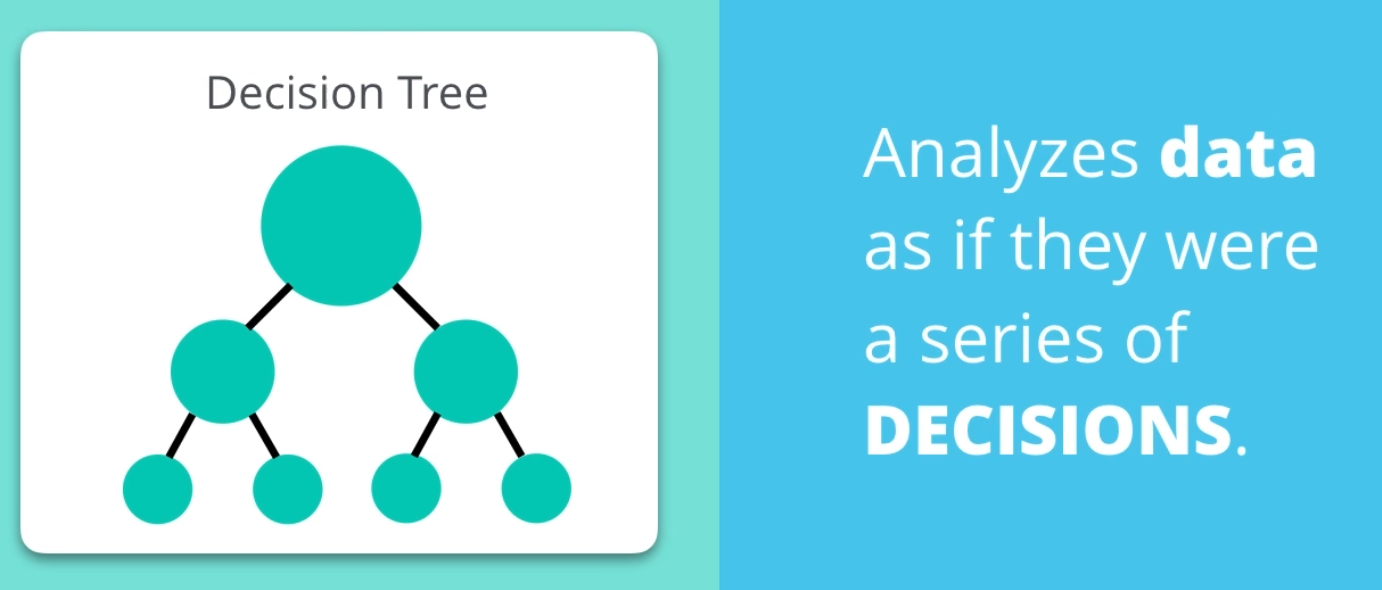 Decision Tree
Analyzes data
as if they were
a series of
DECISIONS.